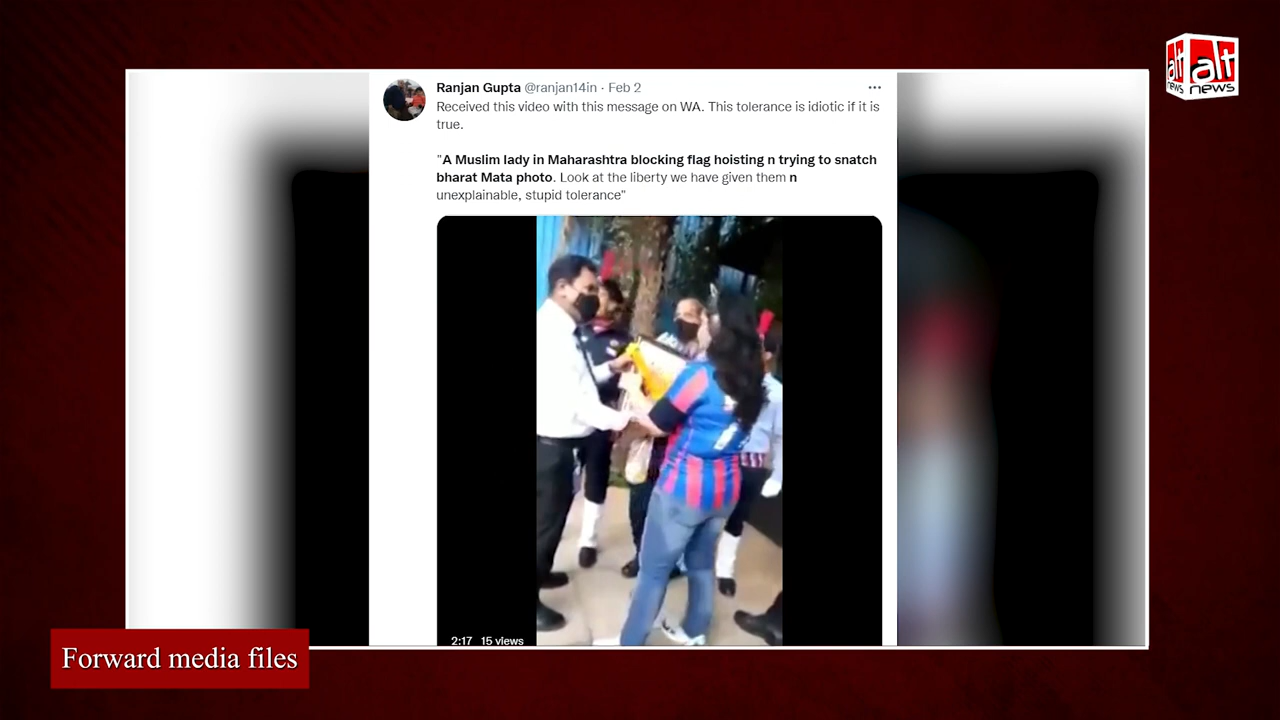 alt
alt
news
news
Ranjan Gupta @ranjan14in · Feb 2
Received this video with this message on WA. This tolerance is idiotic if it is
true.
"A Muslim lady in Maharashtra blocking flag hoisting n trying to snatch
bharat Mata photo. Look at the liberty we have given them n
unexplainable, stupid tolerance"
2:17 15 views
Forward media files